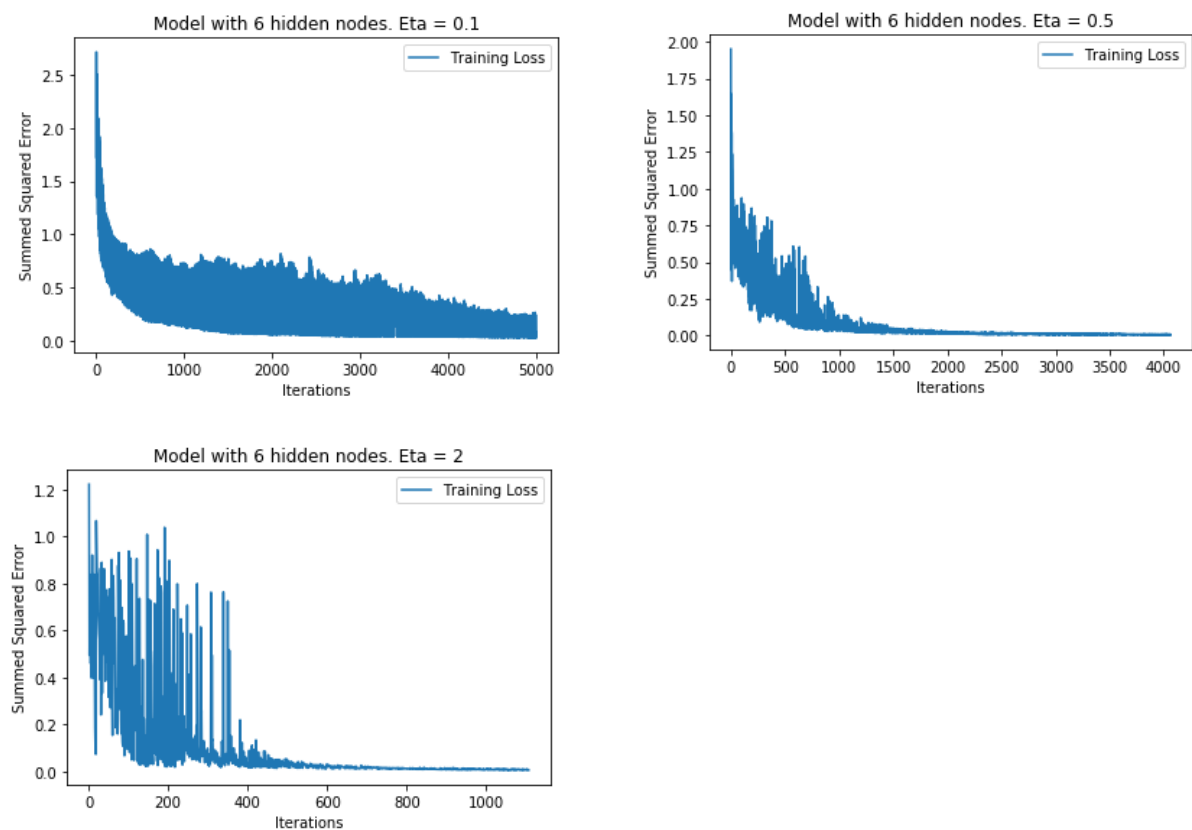 Model with 6 hidden nodes. Eta = 0.1
Training Loss
Summed Squared Error
2.5
2.0
1.5
1.0
0.5
0.0
0 1000 2000 3000 4000 5000
Iterations
Model with 6 hidden nodes. Eta = 0.5
Training Loss
Summed Squared Error
2.00
1.75
1.50
1.25
1.00
0.75
0.50
0.25
0.00
0 500 1000 1500 2000 2500 3000 3500 4000
Iterations
Model with 6 hidden nodes. Eta = 2
Training Loss
Summed Squared Error
1.2
1.0
0.8
0.6
0.4
0.2
0.0
0 200 400 600 800 1000
Iterations